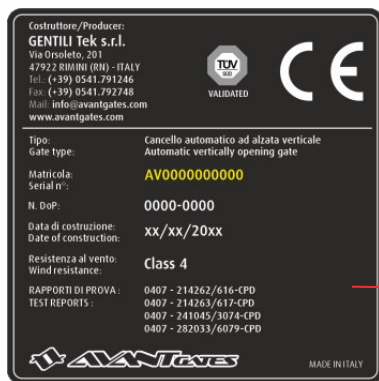 Costruttore/Producer:
GENTILI Tek s.r.l.
Via Orsoleto, 201
47922 RIMINI (RN) - ITALY
Tel.: (+39) 0541.791246
Fax: (+39) 0541.792748
Mail: info@avantgates.com
www.avantgates.com
TÜV
SÜD
VALIDATED
CE
Tipo: Cancello automatico ad alzata verticale
Gate type: Automatic vertically opening gate
Matricola: AV0000000000
Serial n°:
N. DoP: 0000-0000
Data di costruzione: xx/xx/20xx
Date of construction:
Resistenza al vento: Class 4
Wind resistance:
RAPPORTI DI PROVA : 0407 - 214262/616-CPD
TEST REPORTS : 0407 - 214263/617-CPD
0407 - 241045/3074-CPD
0407 - 282033/6079-CPD
AVANTGATES
MADE IN ITALY